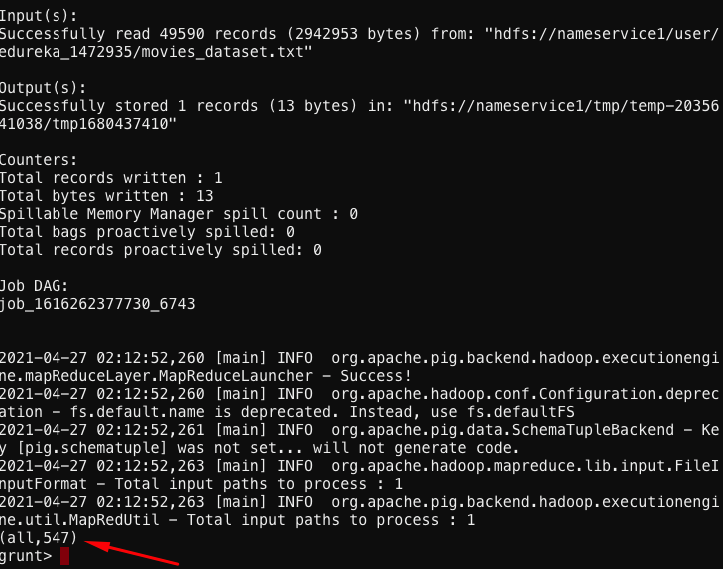 Input(s):
Successfully read 49590 records (2942953 bytes) from: "hdfs://nameservice1/user/
edureka_1472935/movies_dataset.txt"
Output(s):
Successfully stored 1 records (13 bytes) in: "hdfs://nameservice1/tmp/temp-20356
41038/tmp1680437410"
Counters:
Total records written : 1
Total bytes written : 13
Spillable Memory Manager spill count : 0
Total bags proactively spilled: 0
Total records proactively spilled: 0
Job DAG:
job_1616262377730_6743
2021-04-27 02:12:52,260 [main] INFO  org.apache.pig.backend.hadoop.executionengi
ne.mapReduceLayer.MapReduceLauncher - Success!
2021-04-27 02:12:52,260 [main] INFO  org.apache.hadoop.conf.Configuration.deprec
ation - fs.default.name is deprecated. Instead, use fs.defaultFS
2021-04-27 02:12:52,261 [main] INFO  org.apache.pig.data.SchemaTupleBackend - Ke
y [pig.schematuple] was not set... will not generate code.
2021-04-27 02:12:52,263 [main] INFO  org.apache.hadoop.mapreduce.lib.input.FileI
nputFormat - Total input paths to process : 1
2021-04-27 02:12:52,263 [main] INFO  org.apache.pig.backend.hadoop.executionengi
ne.util.MapRedUtil - Total input paths to process : 1
(all,547)
grunt>